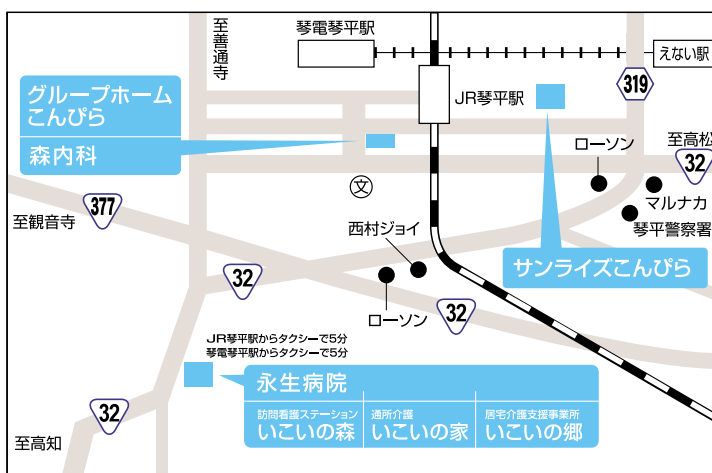 至善通寺
琴電琴平駅
えない駅
319
JR琴平駅
グループホーム
こんぴら
森内科
至高松
32
ローソン
マルナカ
琴平警察署
文
377
至観音寺
西村ジョイ
サンライズこんぴら
32
ローソン
32
JR琴平駅からタクシーで5分
琴電琴平駅からタクシーで5分
永生病院
訪問看護ステーション
いこいの森
通所介護
いこいの家
居宅介護支援事業所
いこいの郷
32
至高知